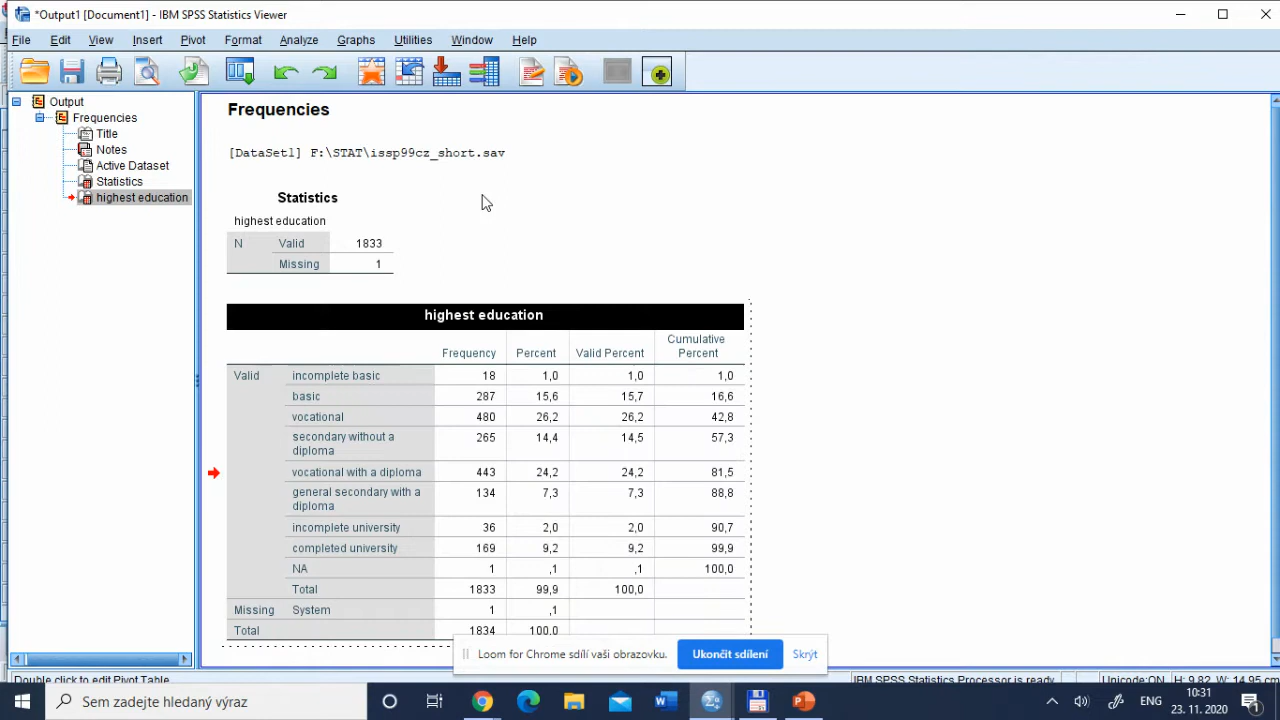 *Output1 [Document1] - IBM SPSS Statistics Viewer
File Edit View Insert Pivot Format Analyze Graphs Utilities Window Help
Output
Frequencies
Title
Notes
Active Dataset
Statistics
highest education
Frequencies
[DataSet1] F:\STAT\issp99cz_short.sav
Statistics
highest education
N Valid 1833
Missing 1
highest education
Frequency Percent Valid Percent Cumulative Percent
Valid incomplete basic 18 1,0 1,0 1,0
basic 287 15,6 15,7 16,6
vocational 480 26,2 26,2 42,8
secondary without a diploma 265 14,4 14,5 57,3
vocational with a diploma 443 24,2 24,2 81,5
general secondary with a diploma 134 7,3 7,3 88,8
incomplete university 36 2,0 2,0 90,7
completed university 169 9,2 9,2 99,9
NA 1 ,1 ,1 100,0
Total 1833 99,9 100,0
Missing System 1 ,1
Total 1834 100,0
Loom for Chrome sdílí vaši obrazovku. Ukončit sdílení Skrýt
Double click to edit Pivot Table IBM SPSS Statistics Processor is ready Unicode:ON H: 9.82, W: 14.95 cm
Sem zadejte hledaný výraz
ENG
10:31
23. 11. 2020
1